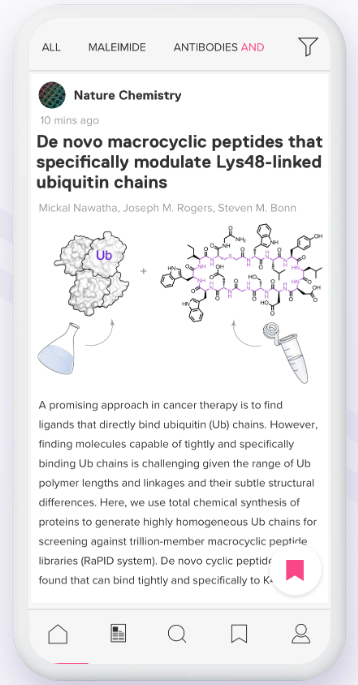 ALL MALEIMIDE ANTIBODIES AND
Nature Chemistry
10 mins ago
De novo macrocyclic peptides that
specifically modulate Lys48-linked
ubiquitin chains
Mickal Nawatha, Joseph M. Rogers, Steven M. Bonn
Ub
+
A promising approach in cancer therapy is to find
ligands that directly bind ubiquitin (Ub) chains. However,
finding molecules capable of tightly and specifically
binding Ub chains is challenging given the range of Ub
polymer lengths and linkages and their subtle structural
differences. Here, we use total chemical synthesis of
proteins to generate highly homogeneous Ub chains for
screening against trillion-member macrocyclic peptide
libraries (RaPID system). De novo cyclic peptide
found that can bind tightly and specifically to